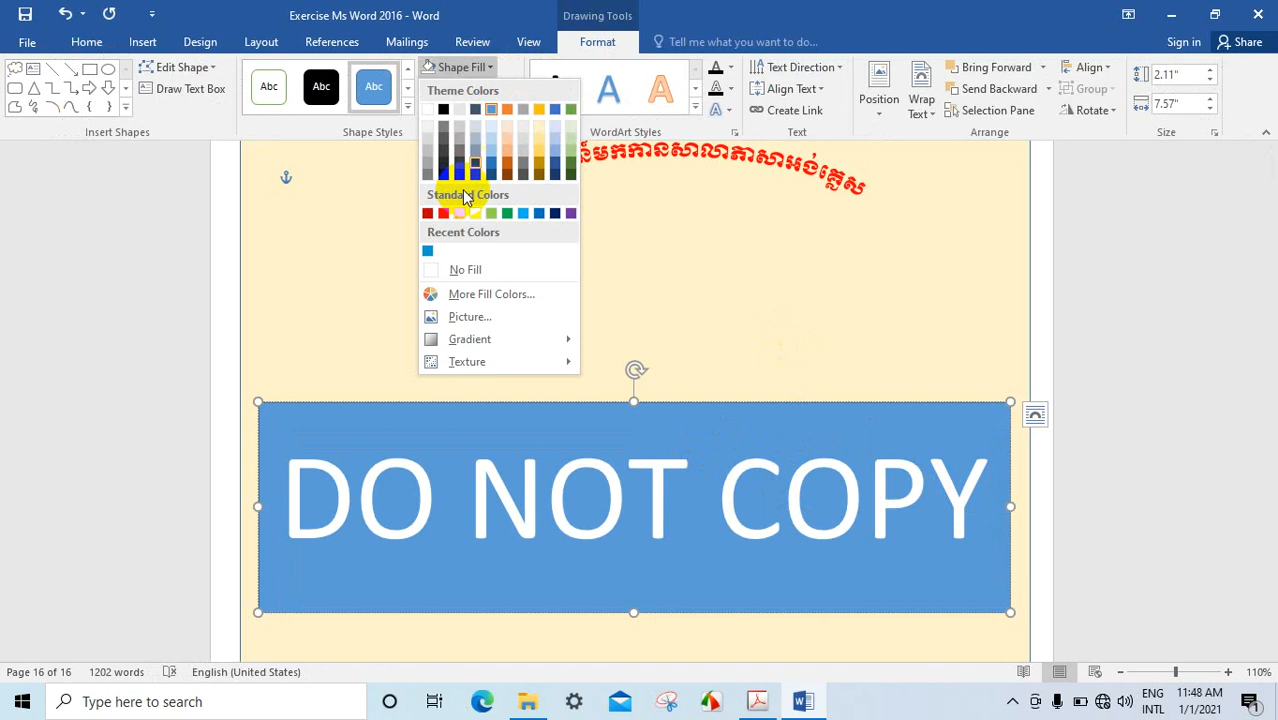 Exercise Ms Word 2016 - Word
Drawing Tools
File Home Insert Design Layout References Mailings Review View Format Tell me what you want to do... Sign in Share
Edit Shape
Draw Text Box
Insert Shapes
Abc Abc Abc
Shape Styles
Shape Fill
Theme Colors
Standard Colors
Recent Colors
No Fill
More Fill Colors...
Picture...
Gradient
Texture
A A
WordArt Styles
Text Direction
Align Text
Text
Position
Wrap Text
Bring Forward
Send Backward
Selection Pane
Align
Group
Rotate
Arrange
2.11"
7.57"
Size
DO NOT COPY
Page 16 of 16 1202 words English (United States) 110%
Type here to search
ENG
INTL
11:48 AM
1/1/2021
1